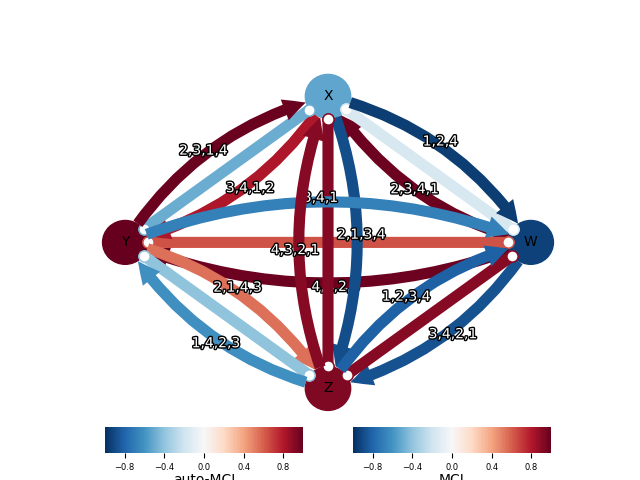 X
1,2,4
2,3,1,4
3,4,1,2
2,3,4,1
3,4,1
2,1,3,4
Y
4,3,2,1
W
2,1,4,3
1,2,3,4
3,4,2,1
1,4,2,3
Z
−0.8 −0.4 0.0 0.4 0.8
−0.8 −0.4 0.0 0.4 0.8
auto-MCI
MCI